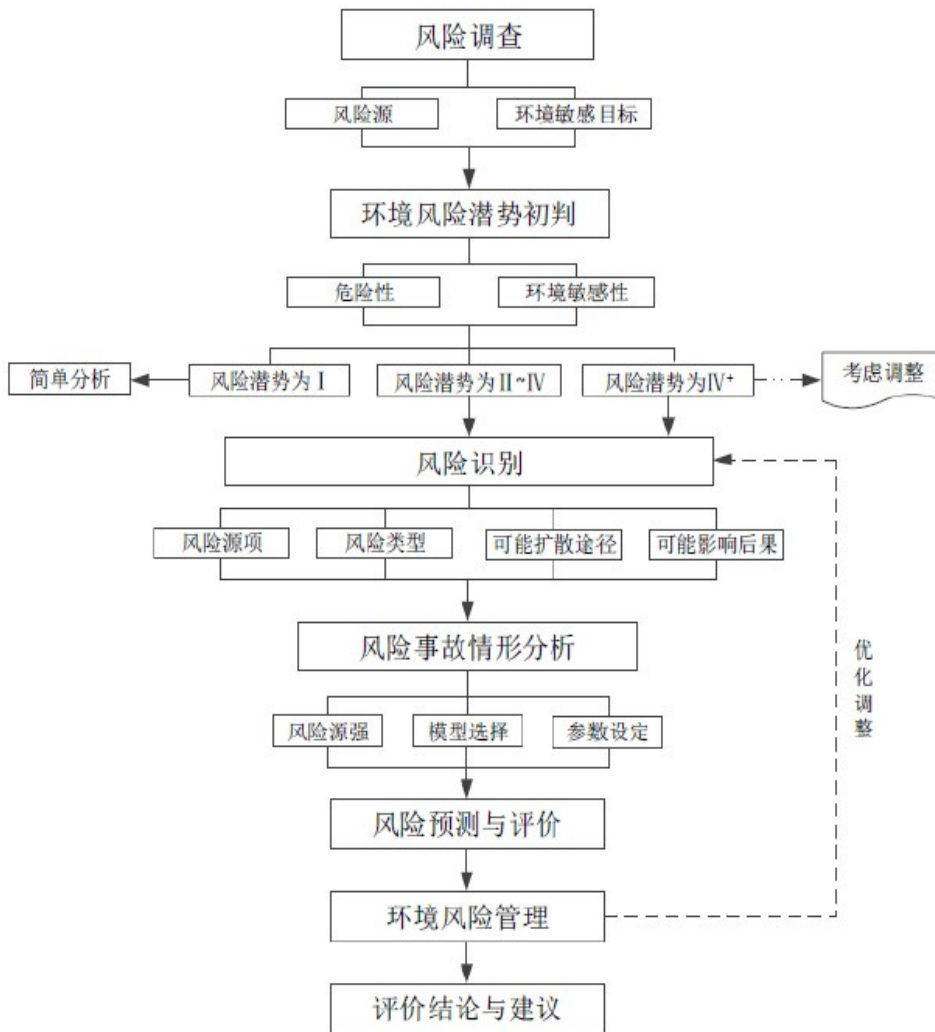 风险调查
风险源
环境敏感目标
环境风险潜势初判
危险性
环境敏感性
简单分析
风险潜势为Ⅰ
风险潜势为Ⅱ~Ⅳ
风险潜势为Ⅳ⁺
考虑调整
风险识别
风险源项
风险类型
可能扩散途径
可能影响后果
风险事故情形分析
优化调整
风险源强
模型选择
参数设定
风险预测与评价
环境风险管理
评价结论与建议